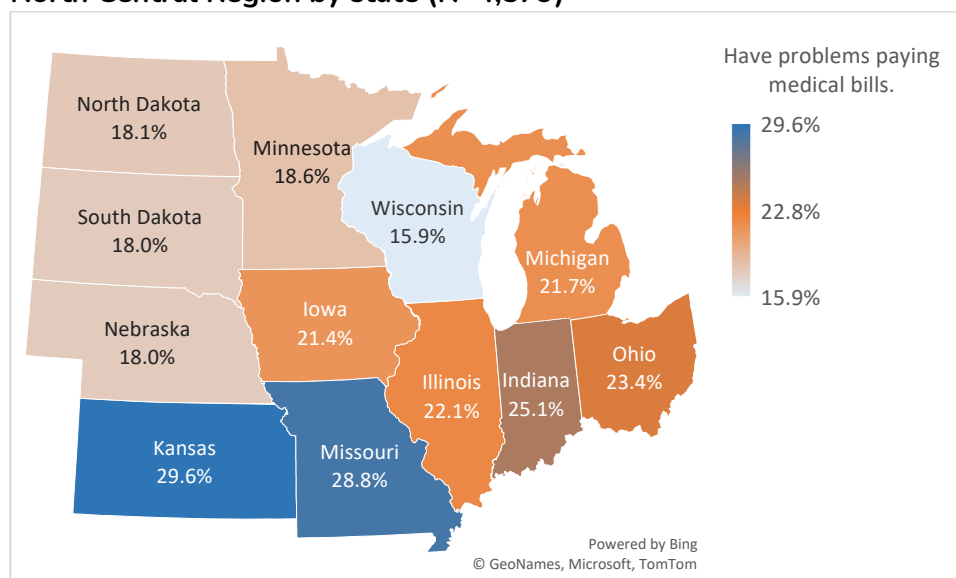 Have problems paying
medical bills.
29.6%
22.8%
15.9%
North Dakota
18.1%
Minnesota
18.6%
Wisconsin
15.9%
South Dakota
18.0%
Michigan
21.7%
Iowa
21.4%
Nebraska
18.0%
Ohio
23.4%
Illinois
22.1%
Indiana
25.1%
Kansas
29.6%
Missouri
28.8%
Powered by Bing
© GeoNames, Microsoft, TomTom